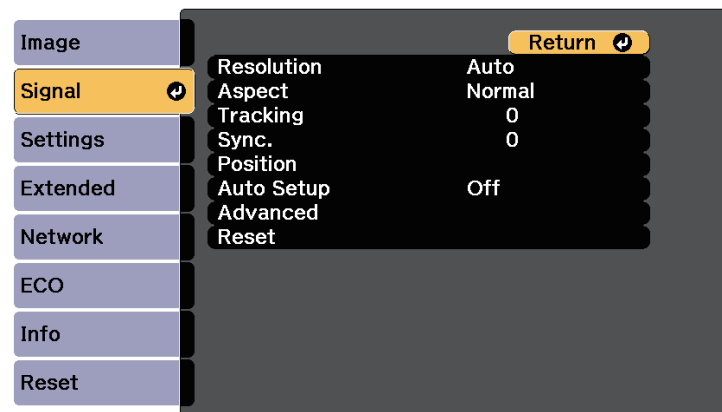 Image
Signal
Settings
Extended
Network
ECO
Info
Reset
Return
Resolution Auto
Aspect Normal
Tracking 0
Sync. 0
Position
Auto Setup Off
Advanced
Reset